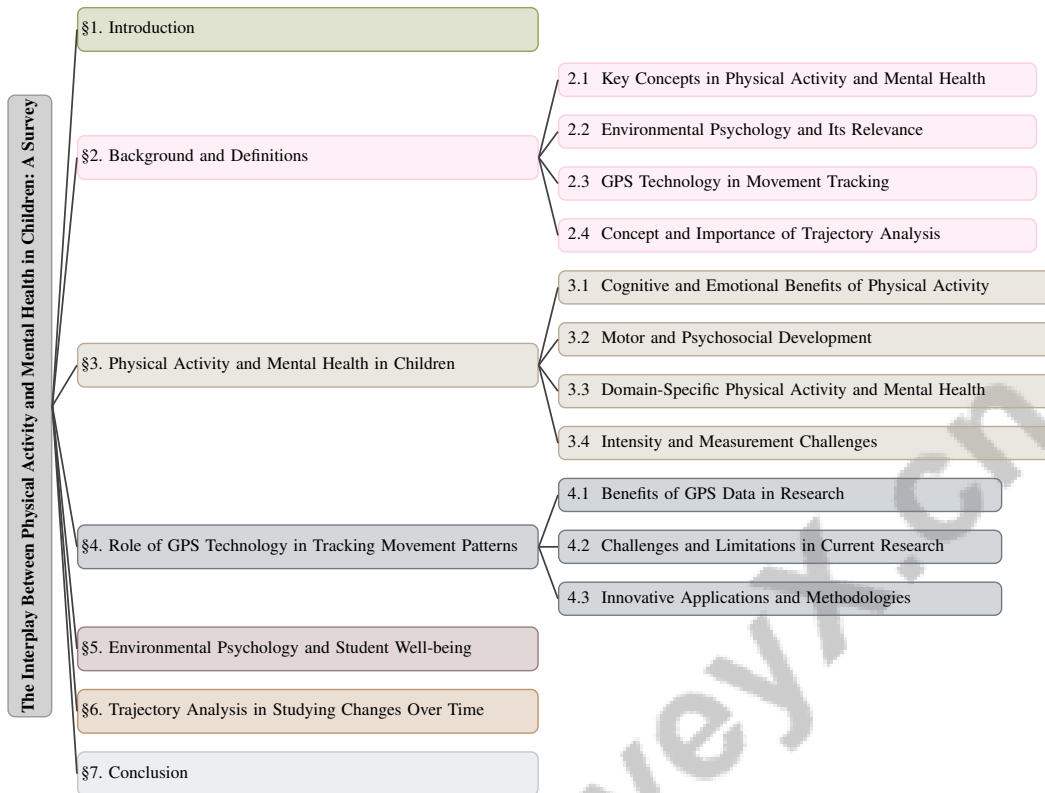 The Interplay Between Physical Activity and Mental Health in Children: A Survey
§1. Introduction
§2. Background and Definitions
2.1 Key Concepts in Physical Activity and Mental Health
2.2 Environmental Psychology and Its Relevance
2.3 GPS Technology in Movement Tracking
2.4 Concept and Importance of Trajectory Analysis
§3. Physical Activity and Mental Health in Children
3.1 Cognitive and Emotional Benefits of Physical Activity
3.2 Motor and Psychosocial Development
3.3 Domain-Specific Physical Activity and Mental Health
3.4 Intensity and Measurement Challenges
§4. Role of GPS Technology in Tracking Movement Patterns
4.1 Benefits of GPS Data in Research
4.2 Challenges and Limitations in Current Research
4.3 Innovative Applications and Methodologies
§5. Environmental Psychology and Student Well-being
§6. Trajectory Analysis in Studying Changes Over Time
§7. Conclusion
veyx.cn